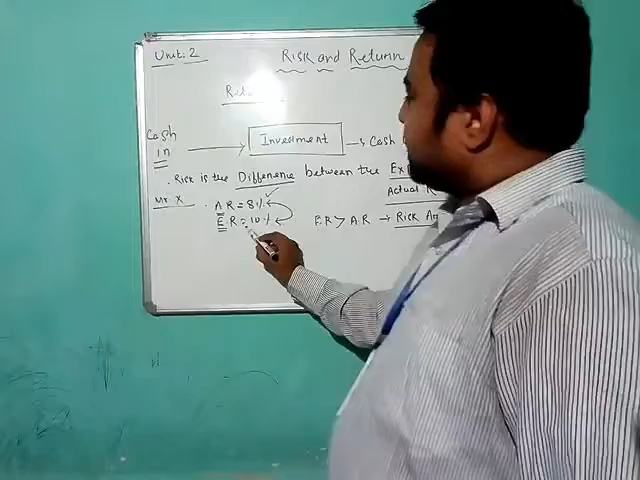 Unit: 2
Risk and Return
Cash in → Investment → Cash
. Risk is the Difference between the
Actual
Mr X . A R = 8% ✓
E.R = 10% E.R > A.R → Risk